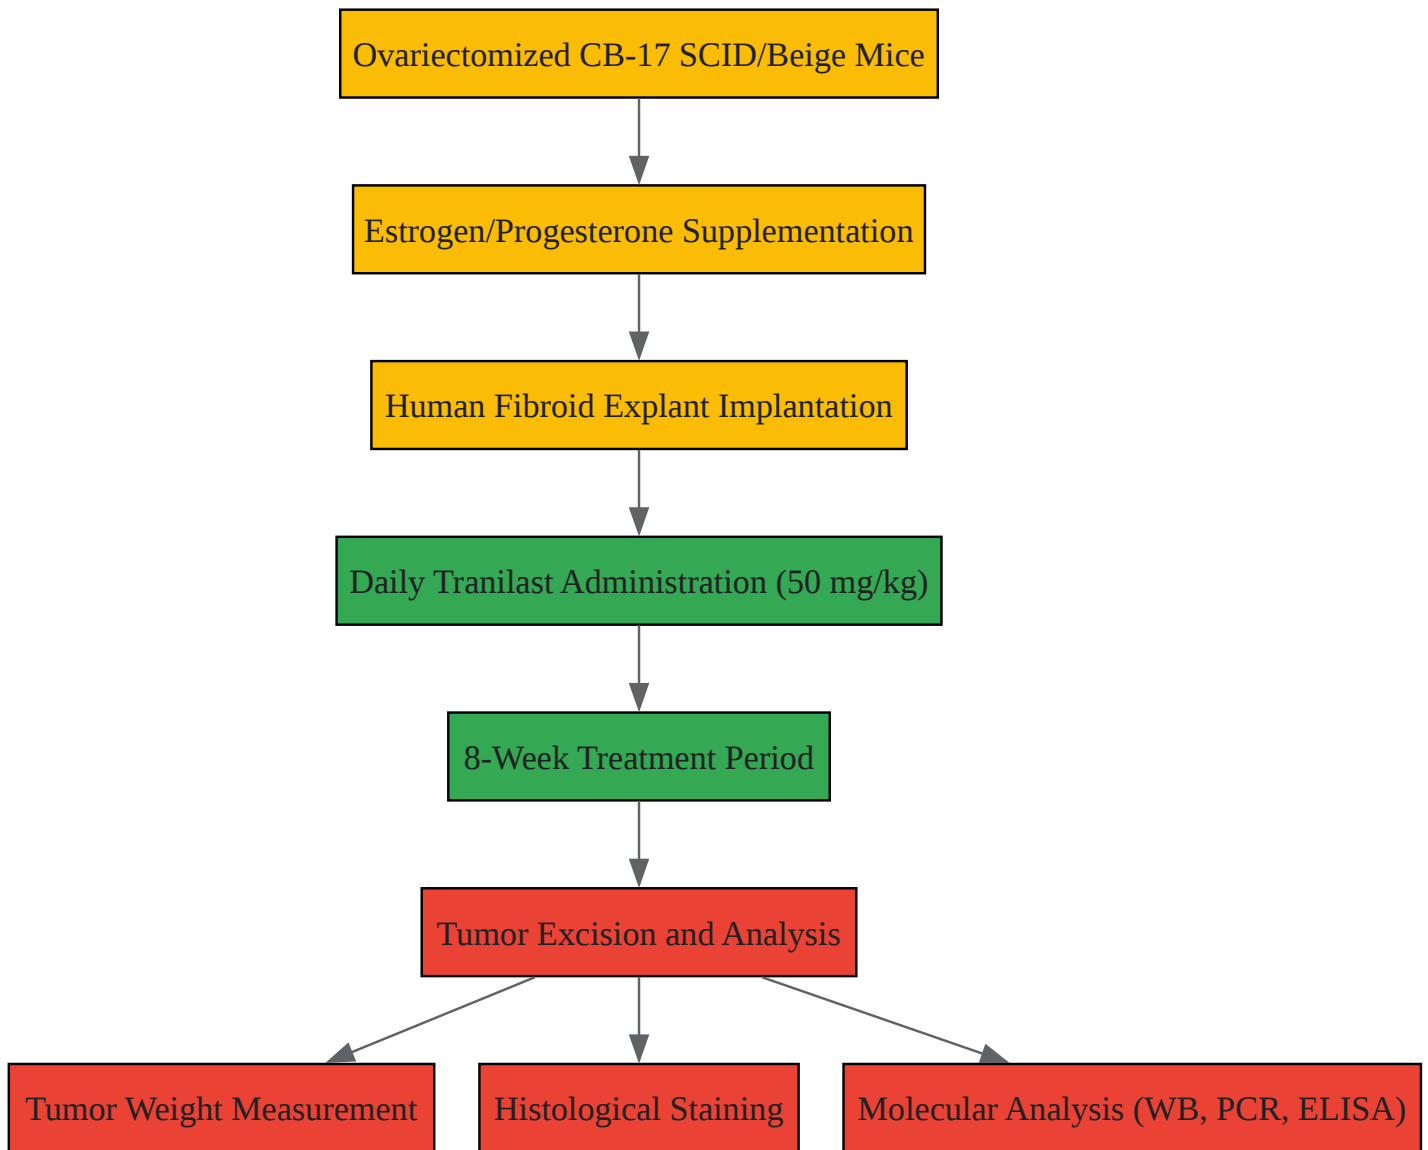 Ovariectomized CB-17 SCID/Beige Mice
Estrogen/Progesterone Supplementation
Human Fibroid Explant Implantation
Daily Tranilast Administration (50 mg/kg)
8-Week Treatment Period
Tumor Excision and Analysis
Tumor Weight Measurement
Histological Staining
Molecular Analysis (WB, PCR, ELISA)